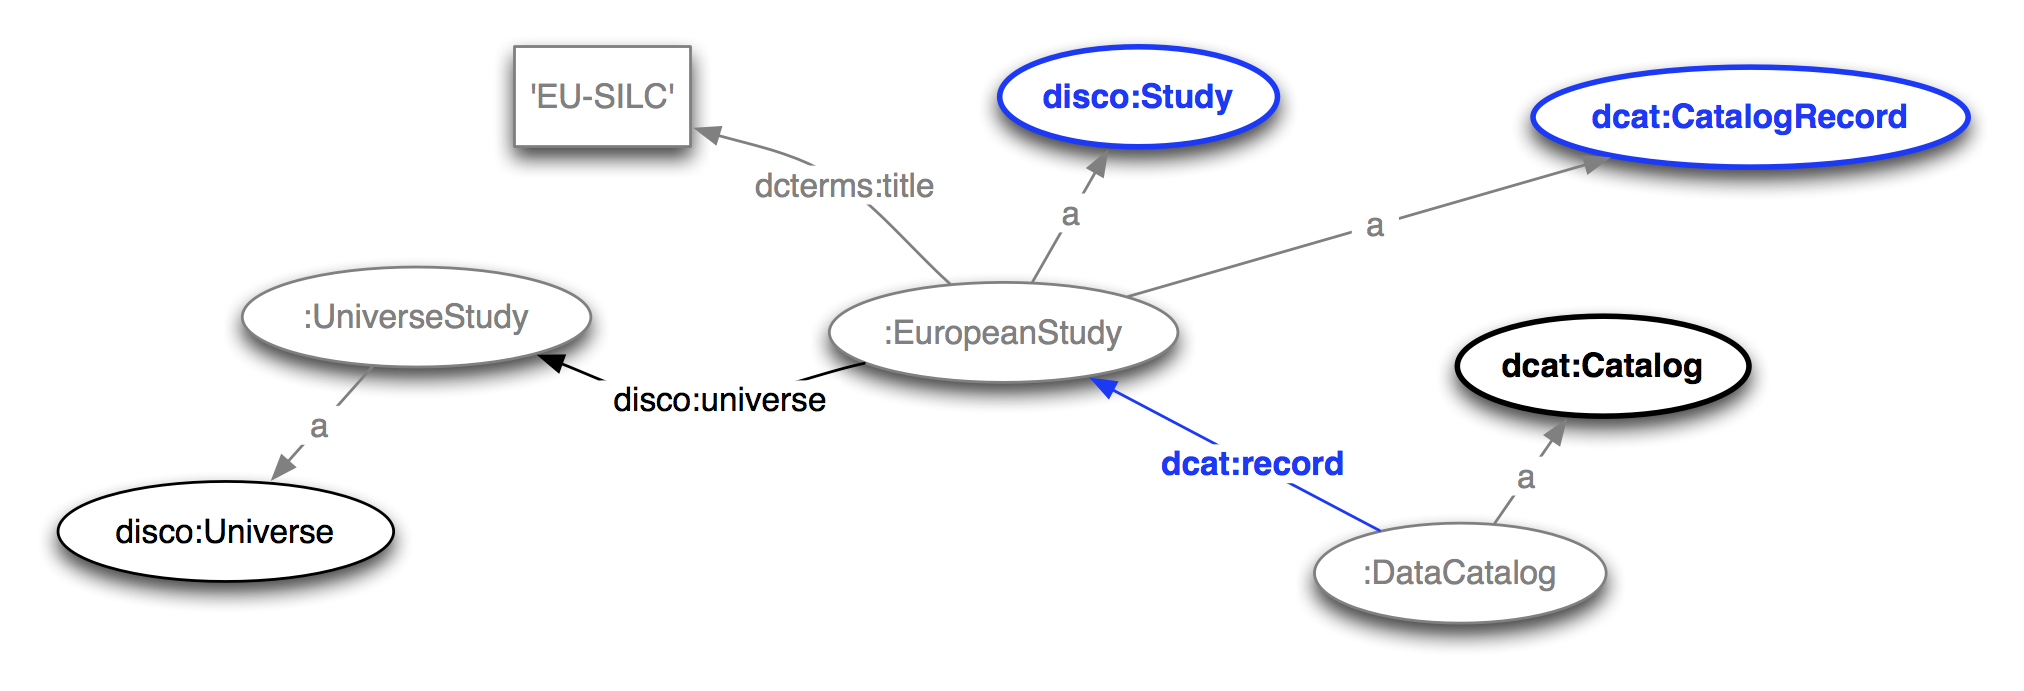 'EU-SILC'
disco:Study
dcat:CatalogRecord
dcterms:title
a
a
:UniverseStudy
:EuropeanStudy
dcat:Catalog
disco:universe
a
dcat:record
a
disco:Universe
:DataCatalog